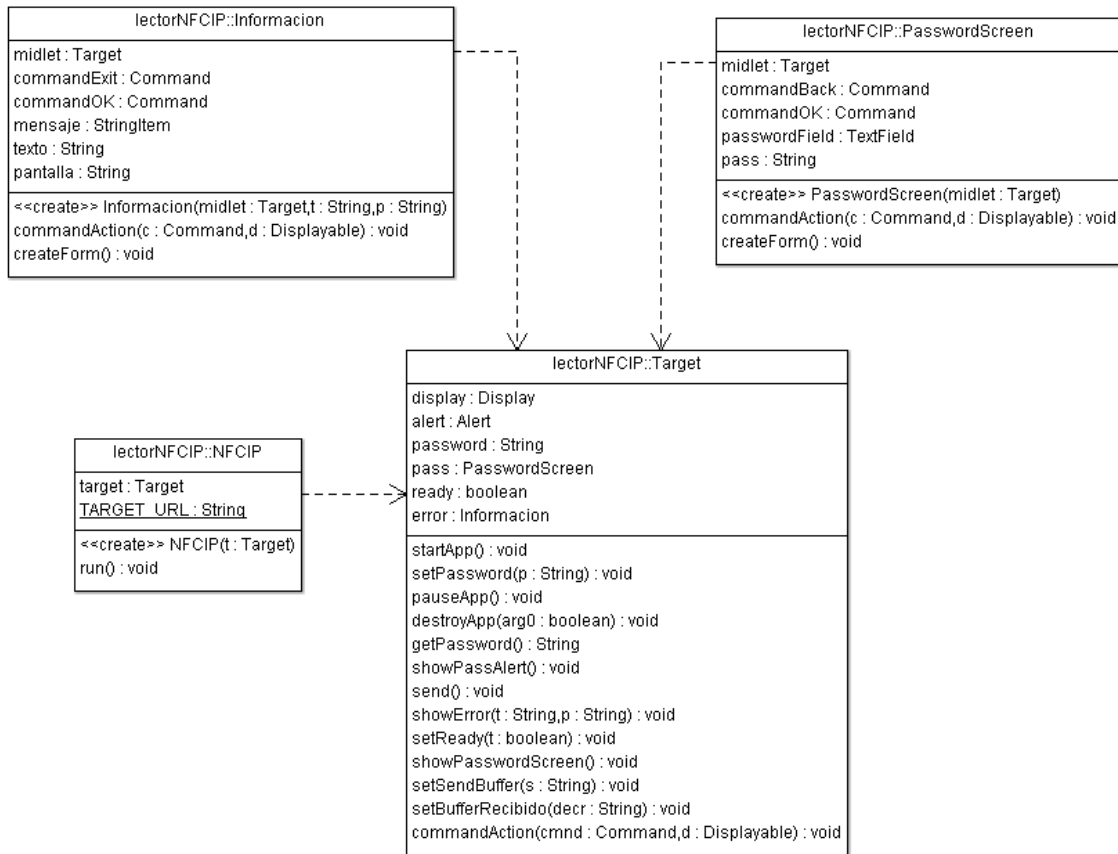 lectorNFCIP::Informacion
midlet : Target
commandExit : Command
commandOK : Command
mensaje : StringItem
texto : String
pantalla : String
<<create>> Informacion(midlet : Target,t : String,p : String)
commandAction(c : Command,d : Displayable) : void
createForm() : void
lectorNFCIP::PasswordScreen
midlet : Target
commandBack : Command
commandOK : Command
passwordField : TextField
pass : String
<<create>> PasswordScreen(midlet : Target)
commandAction(c : Command,d : Displayable) : void
createForm() : void
lectorNFCIP::NFCIP
target : Target
TARGET_URL : String
<<create>> NFCIP(t : Target)
run() : void
lectorNFCIP::Target
display : Display
alert : Alert
password : String
pass : PasswordScreen
ready : boolean
error : Informacion
startApp() : void
setPassword(p : String) : void
pauseApp() : void
destroyApp(arg0 : boolean) : void
getPassword() : String
showPassAlert() : void
send() : void
showError(t : String,p : String) : void
setReady(t : boolean) : void
showPasswordScreen() : void
setSendBuffer(s : String) : void
setBufferRecibido(decr : String) : void
commandAction(cmnd : Command,d : Displayable) : void